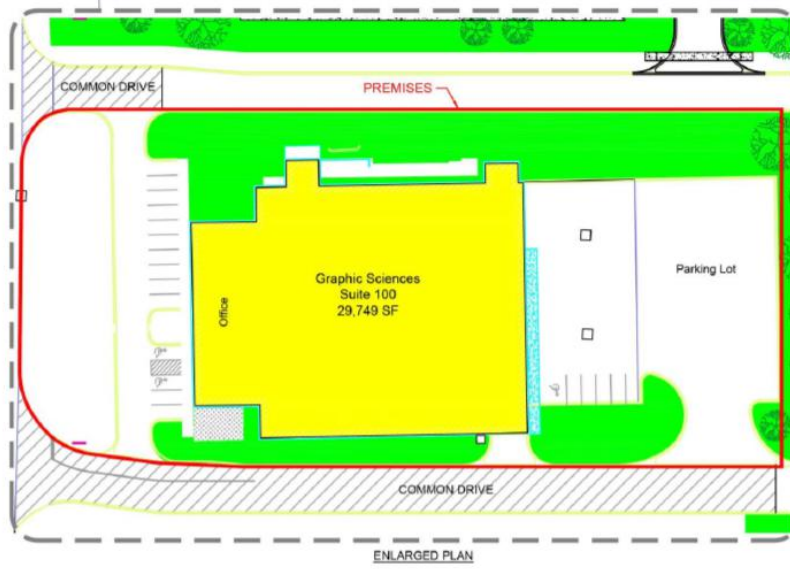 COMMON DRIVE
PREMISES
Graphic Sciences
Suite 100
29,749 SF
Office
Parking Lot
COMMON DRIVE
ENLARGED PLAN